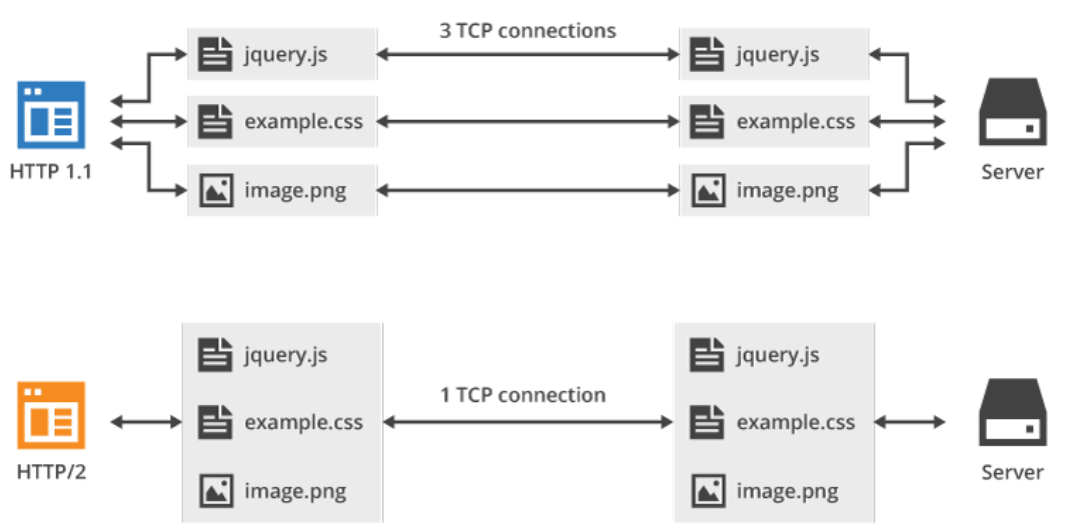 3 TCP connections
jquery.js
jquery.js
example.css
example.css
HTTP 1.1
Server
image.png
image.png
jquery.js
jquery.js
1 TCP connection
example.css
example.css
HTTP/2
Server
image.png
image.png